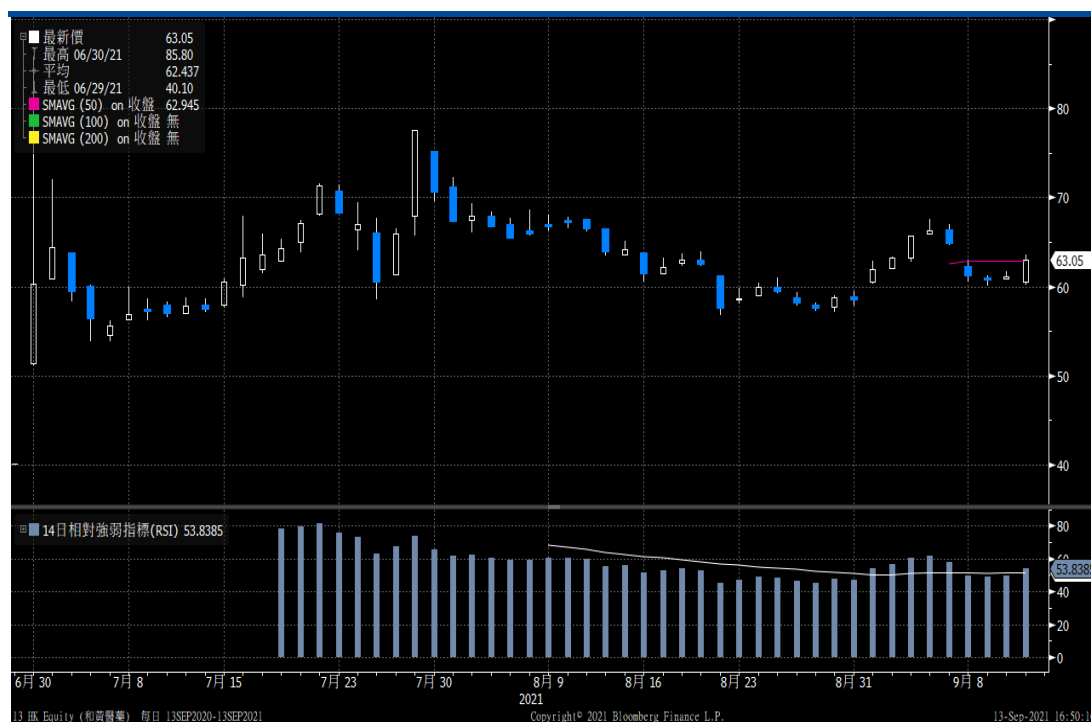 最新價 63.05
最高 06/30/21 85.80
平均 62.437
最低 06/29/21 40.10
SMAVG (50) on 收盤 62.945
SMAVG (100) on 收盤 無
SMAVG (200) on 收盤 無
80
70
63.05
60
50
40
14日相對強弱指標(RSI) 53.8385
80
60
53.8385
40
20
0
6月 30 7月 8 7月 15 7月 23 7月 30 8月 9 8月 16 8月 23 8月 31 9月 8
2021
13 HK Equity (和黃醫藥) 每日 13SEP2020-13SEP2021 Copyright© 2021 Bloomberg Finance L.P. 13-Sep-2021 16:50: